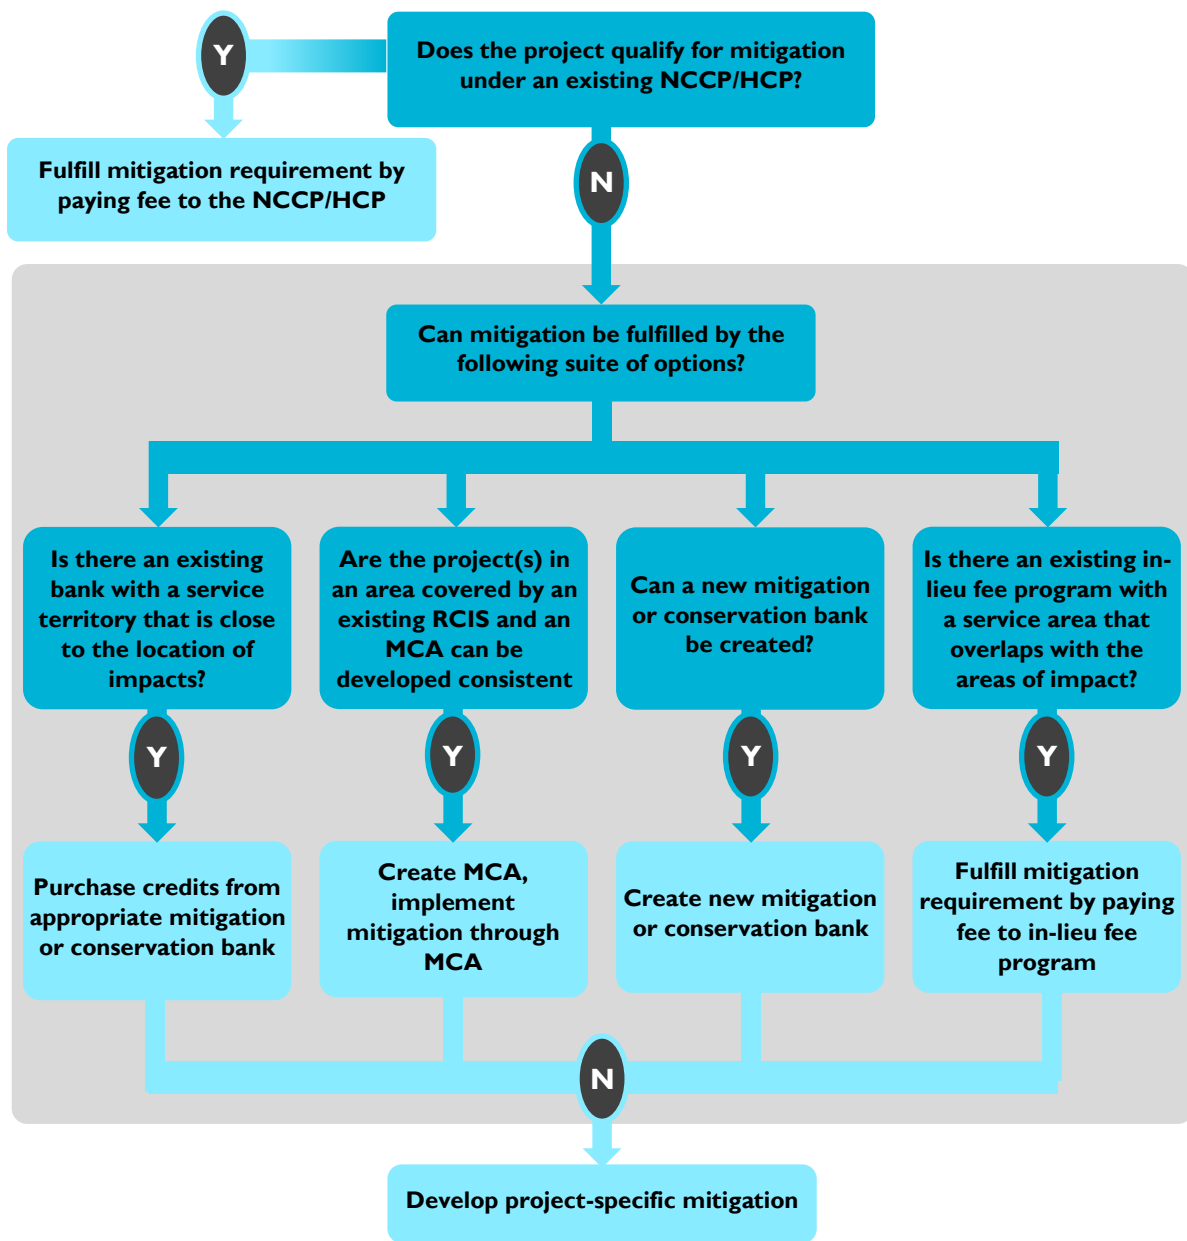 Y
Does the project qualify for mitigation
under an existing NCCP/HCP?
Fulfill mitigation requirement by
paying fee to the NCCP/HCP
N
Can mitigation be fulfilled by the
following suite of options?
Is there an existing
bank with a service
territory that is close
to the location of
impacts?
Are the project(s) in
an area covered by an
existing RCIS and an
MCA can be
developed consistent
Can a new mitigation
or conservation bank
be created?
Is there an existing in-
lieu fee program with
a service area that
overlaps with the
areas of impact?
Y
Y
Y
Y
Purchase credits from
appropriate mitigation
or conservation bank
Create MCA,
implement
mitigation through
MCA
Create new mitigation
or conservation bank
Fulfill mitigation
requirement by paying
fee to in-lieu fee
program
N
Develop project-specific mitigation